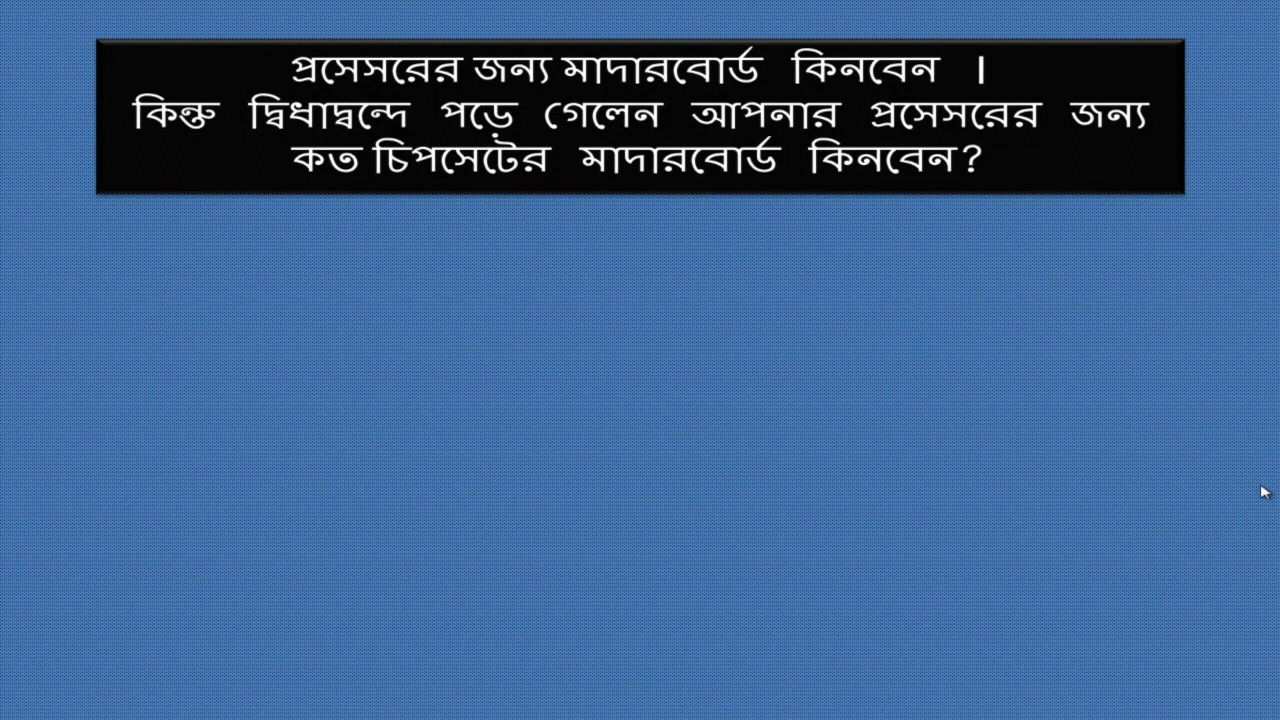 প্রসেসরের জন্য মাদারবোর্ড কিনবেন ।
কিন্তু দ্বিধাদ্বন্দে পড়ে গেলেন আপনার প্রসেসরের জন্য
কত চিপসেটের মাদারবোর্ড কিনবেন?